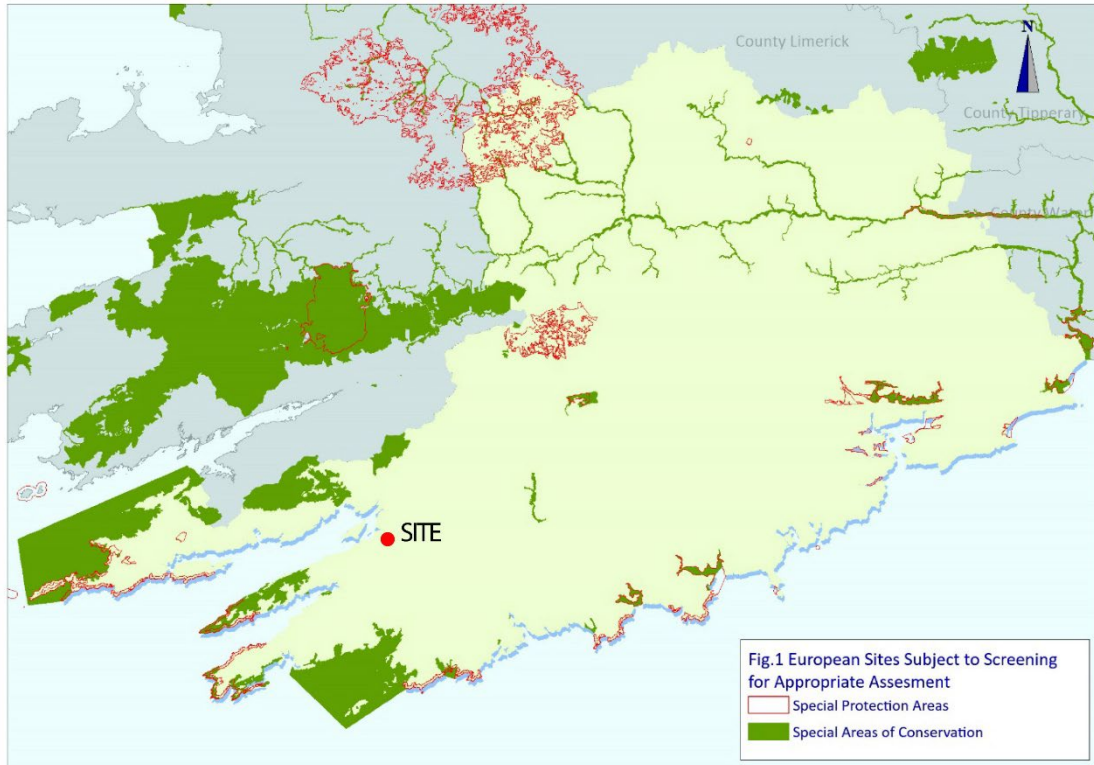 County Limerick
N
County Tipperary
County Water
SITE
Fig.1 European Sites Subject to Screening
for Appropriate Assesment
Special Protection Areas
Special Areas of Conservation